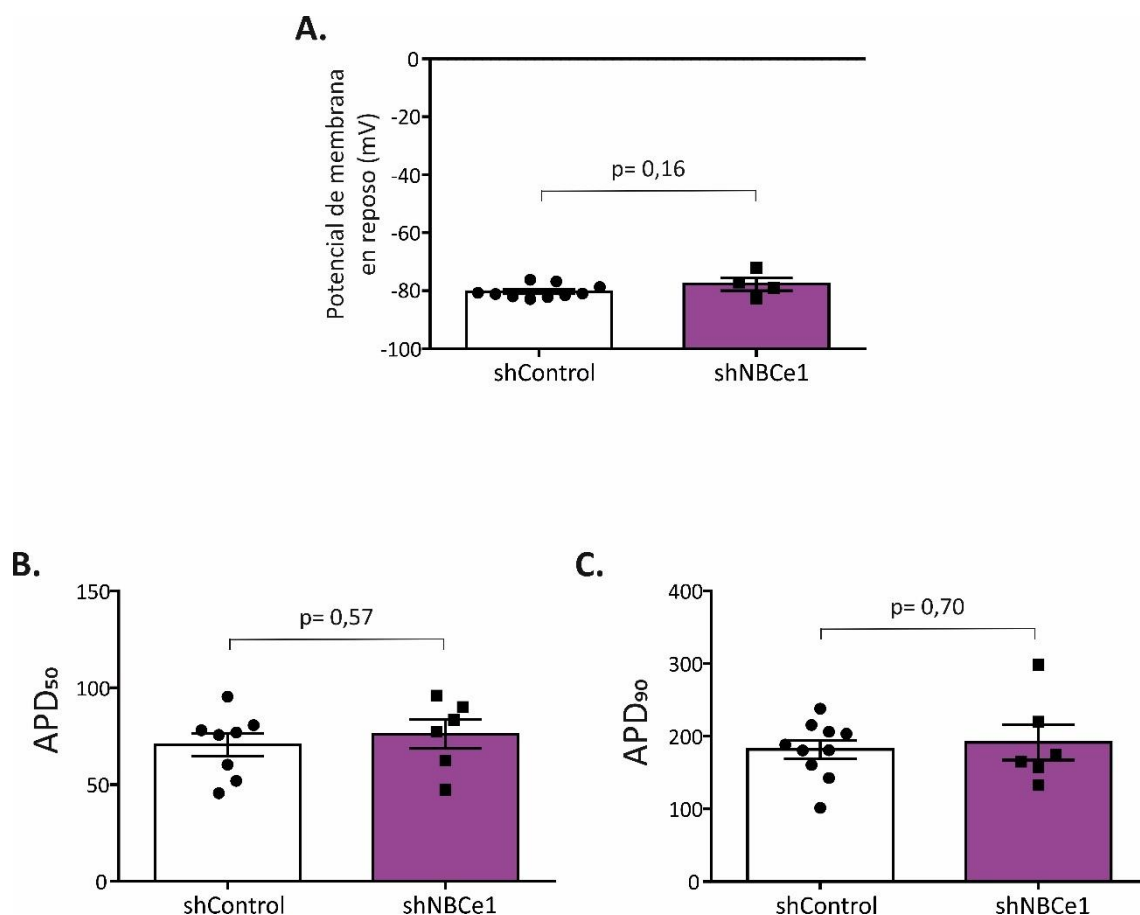 A.
Potencial de membrana
en reposo (mV)
0
-20
-40
-60
-80
-100
p= 0,16
shControl
shNBCe1
B.
APD₅₀
150
100
50
0
p= 0,57
shControl
shNBCe1
C.
APD₉₀
400
300
200
100
0
p= 0,70
shControl
shNBCe1